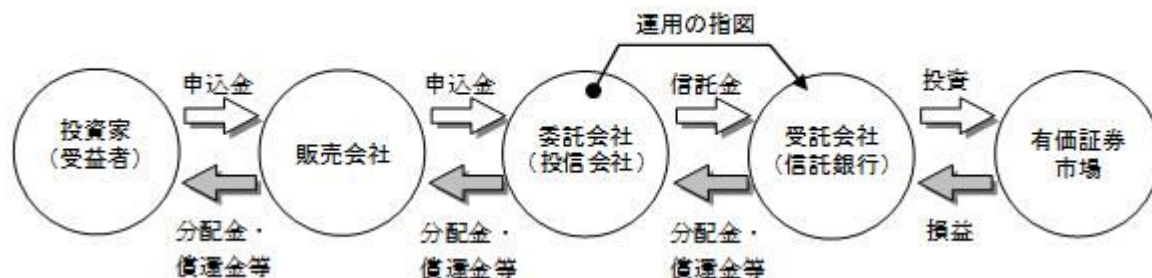 運用の指図
申込金
申込金
信託金
投資
投資家
（受益者）
販売会社
委託会社
（投信会社）
受託会社
（信託銀行）
有価証券
市場
分配金・
償還金等
分配金・
償還金等
分配金・
償還金等
損益